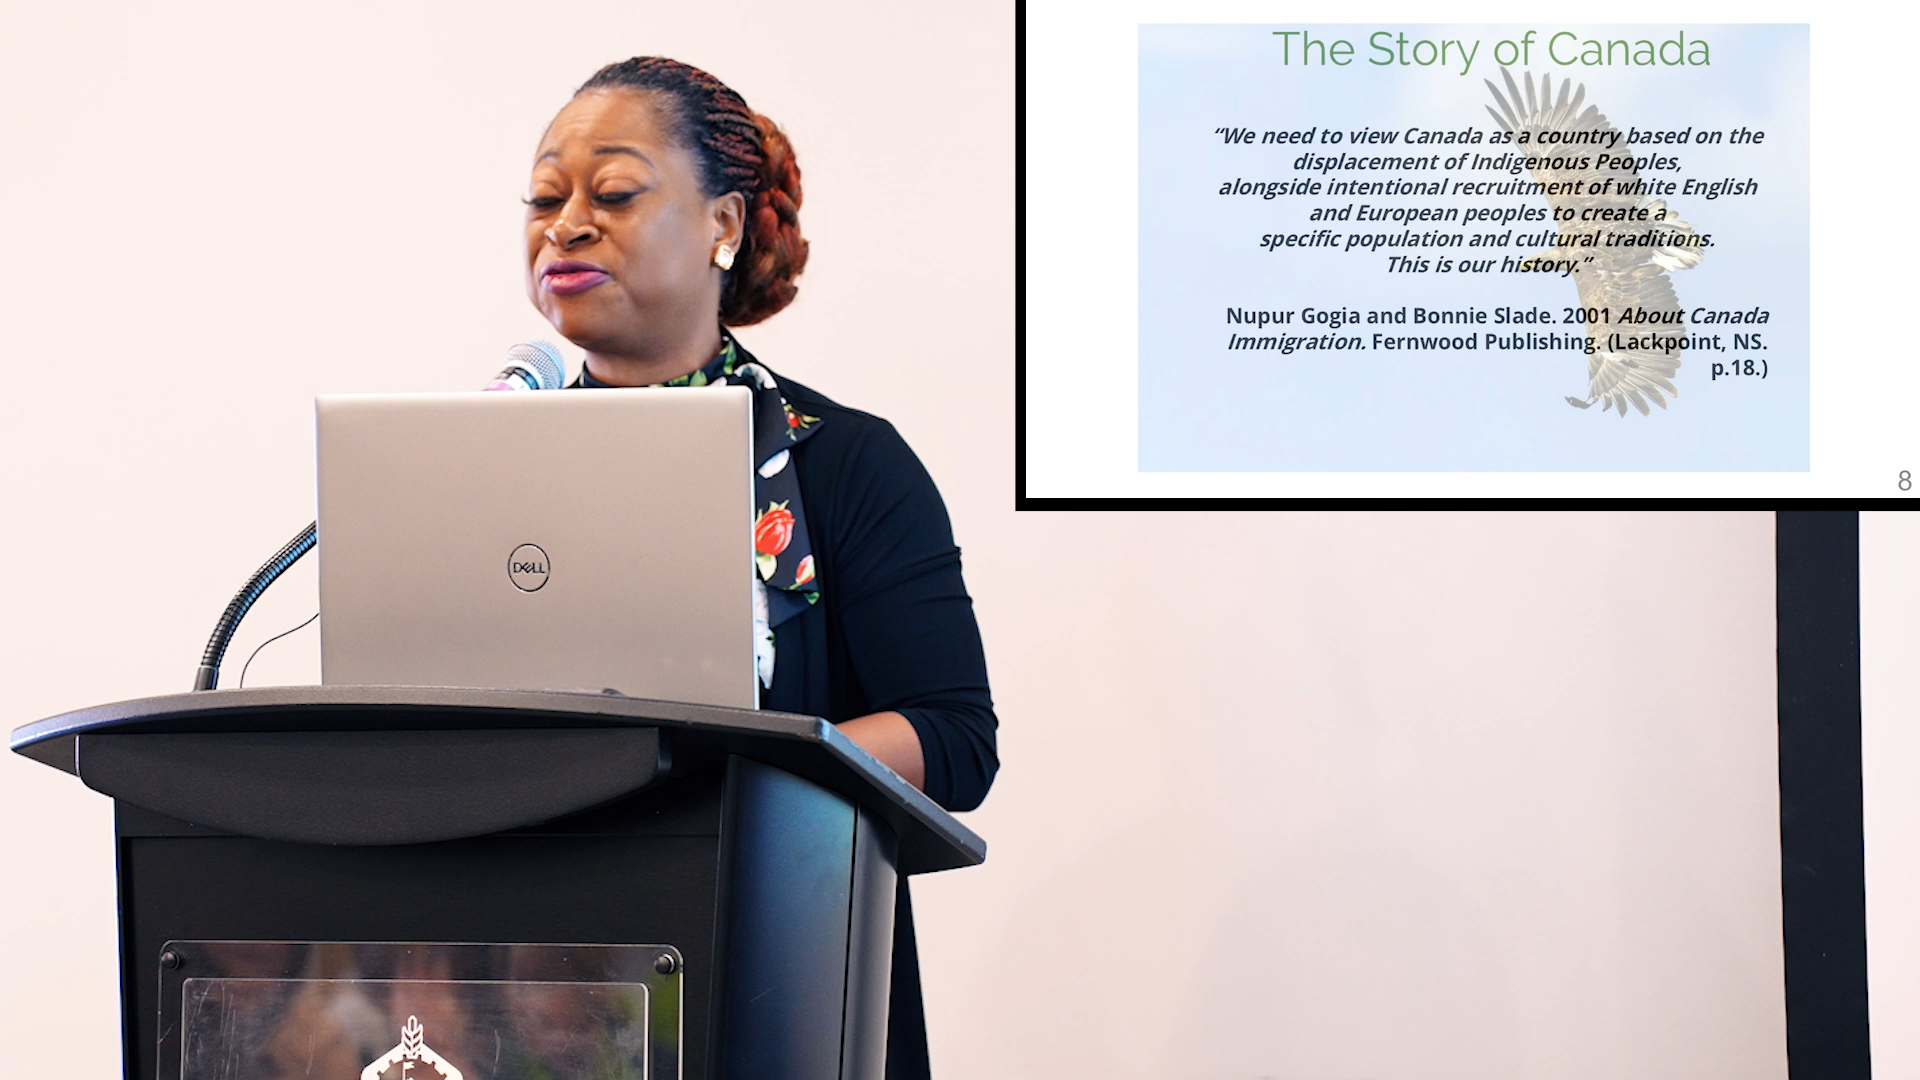 The Story of Canada
“We need to view Canada as a country based on the
displacement of Indigenous Peoples,
alongside intentional recruitment of white English
and European peoples to create a
specific population and cultural traditions.
This is our history.”
Nupur Gogia and Bonnie Slade. 2001 About Canada
Immigration. Fernwood Publishing. (Lackpoint, NS.
p.18.)
8
DELL